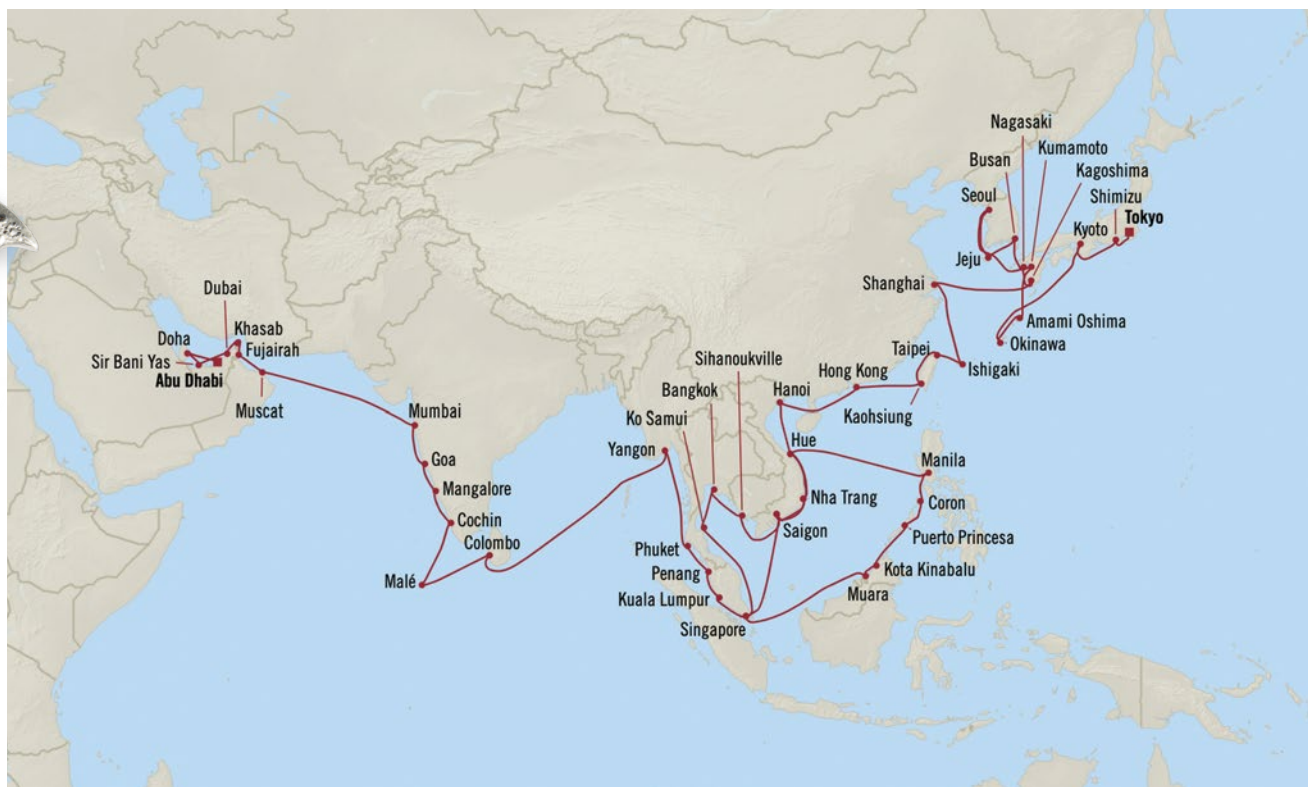 Nagasaki
Kumamoto
Busan
Kagoshima
Seoul
Shimizu
Tokyo
Kyoto
Jeju
Shanghai
Dubai
Khasab
Doha
Fujairah
Sir Bani Yas
Abu Dhabi
Amami Oshima
Okinawa
Sihanoukville
Taipei
Ishigaki
Hong Kong
Bangkok
Hanoi
Kaohsiung
Muscat
Mumbai
Ko Samui
Yangon
Hue
Goa
Manila
Mangalore
Nha Trang
Coron
Cochin
Saigon
Puerto Princesa
Colombo
Phuket
Kota Kinabalu
Penang
Malé
Muara
Kuala Lumpur
Singapore